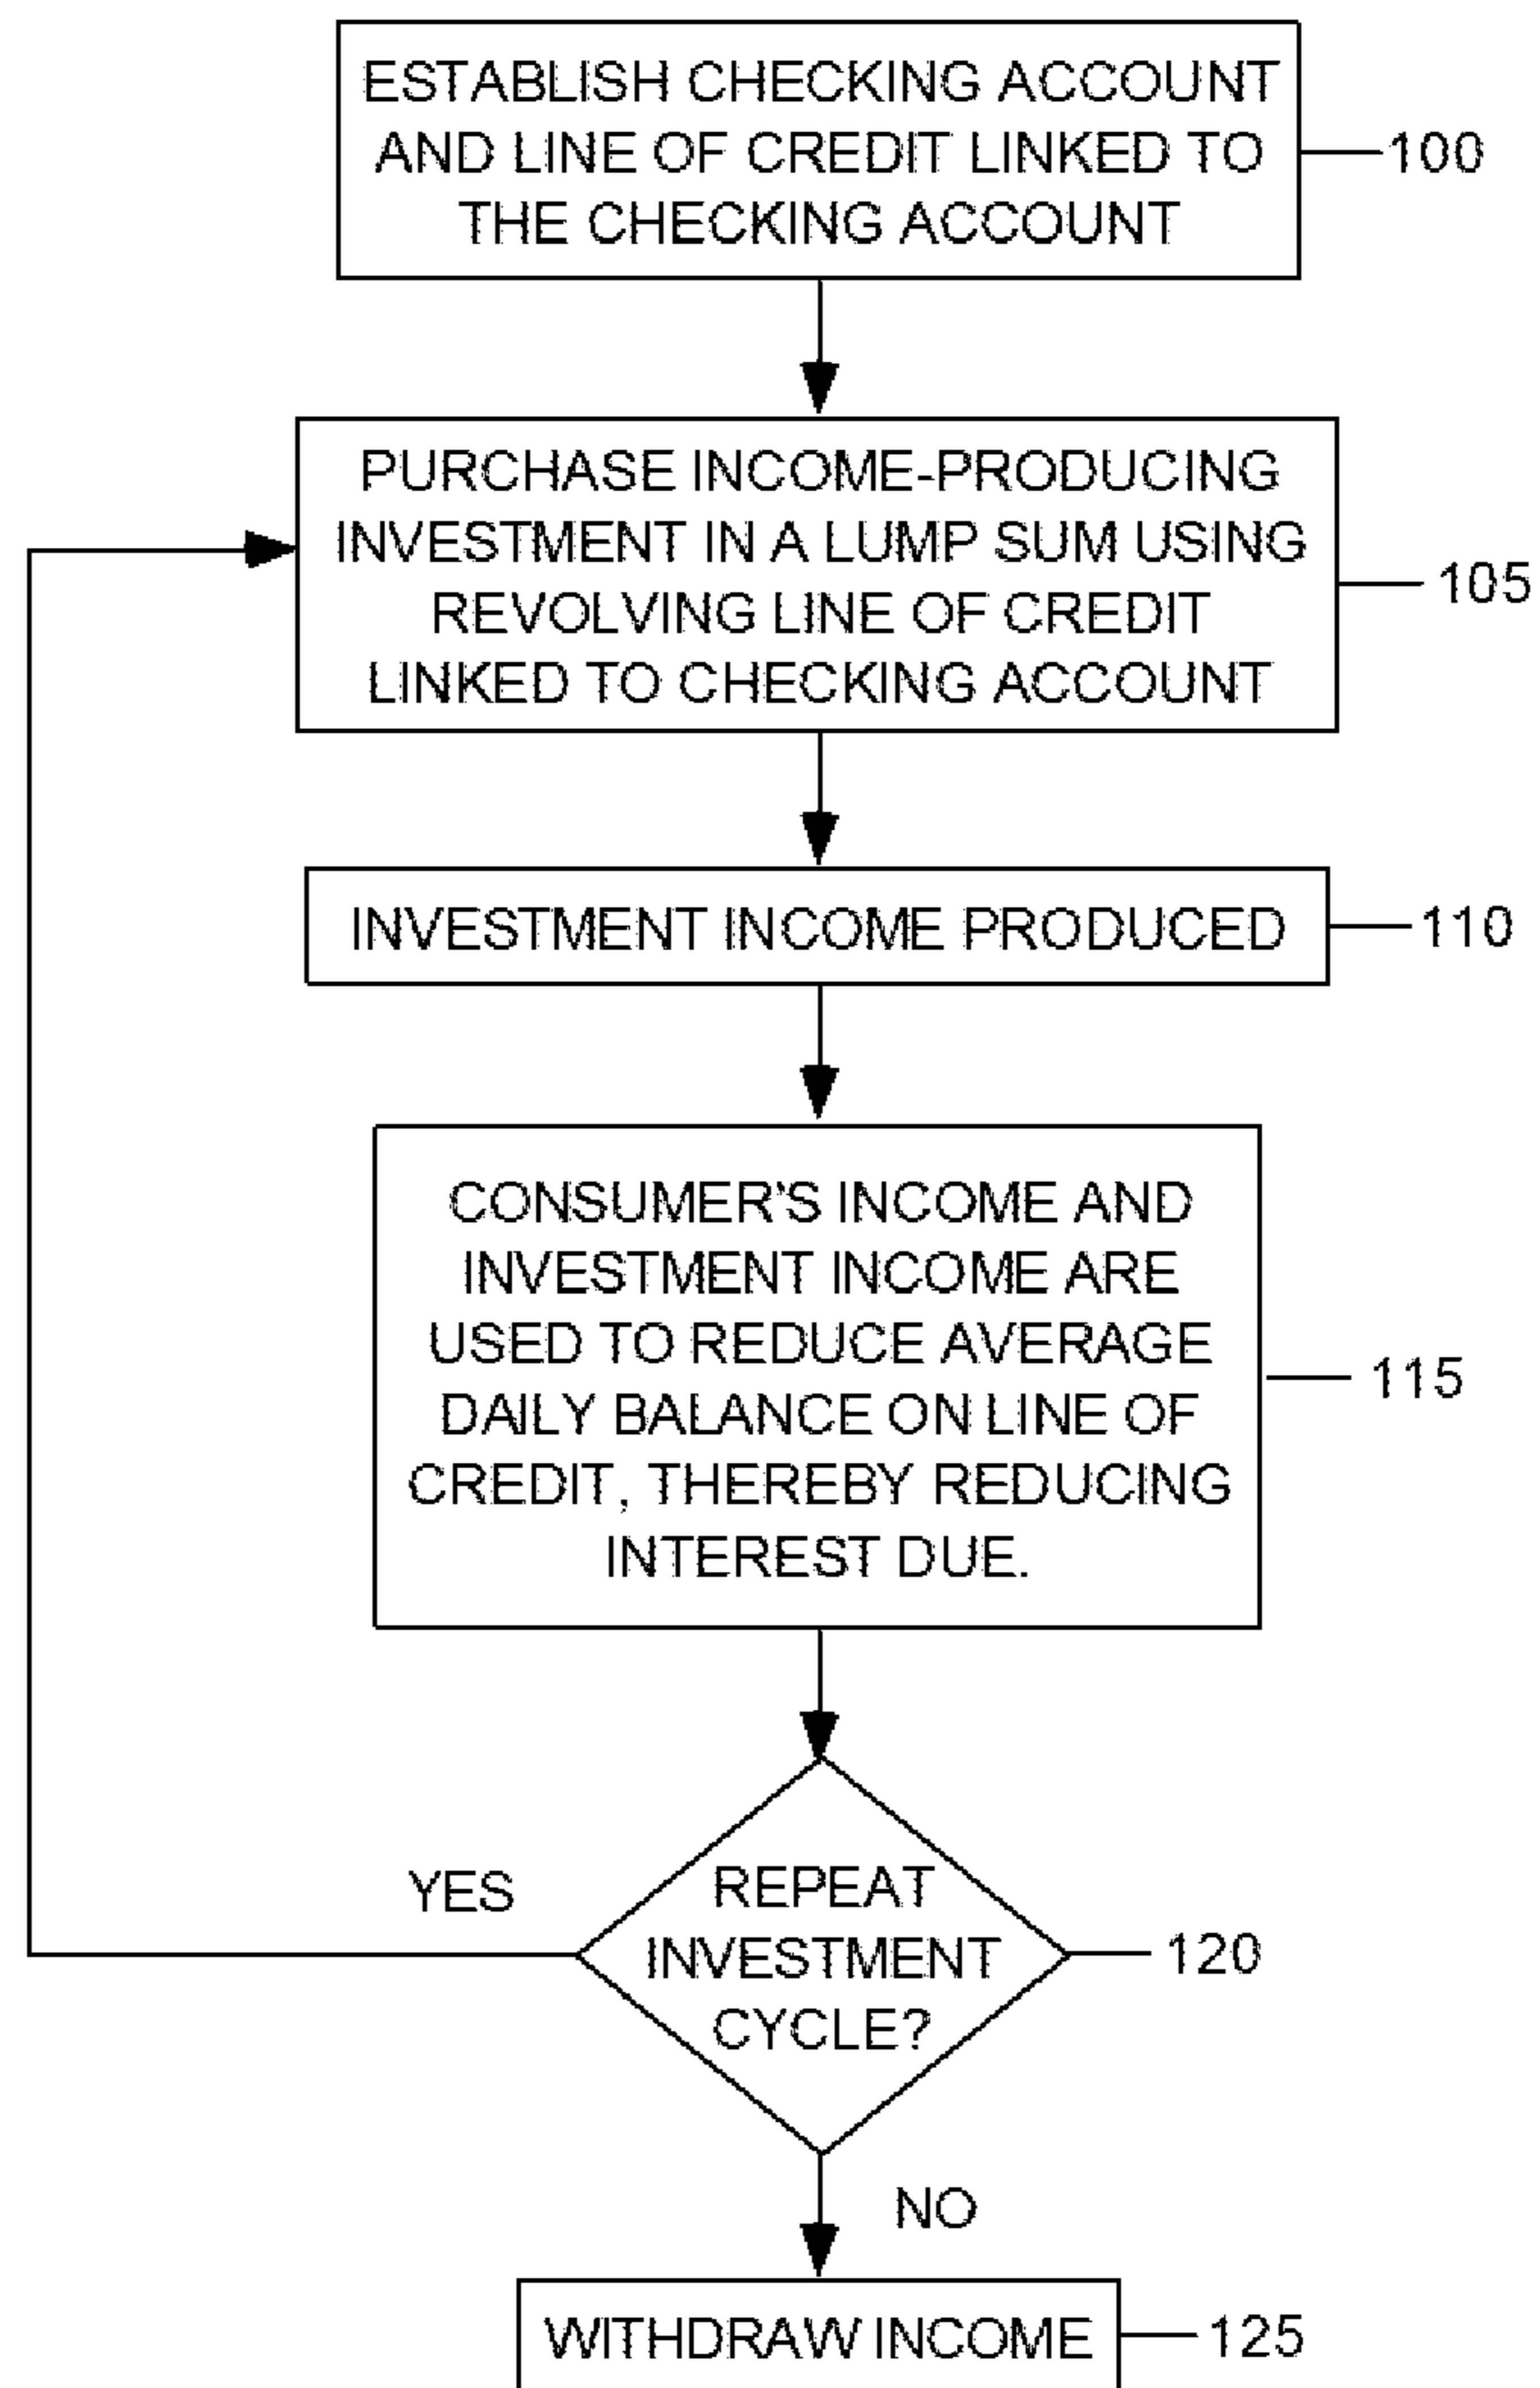 ESTABLISH CHECKING ACCOUNT
AND LINE OF CREDIT LINKED TO
THE CHECKING ACCOUNT
100
PURCHASE INCOME-PRODUCING
INVESTMENT IN A LUMP SUM USING
REVOLVING LINE OF CREDIT
LINKED TO CHECKING ACCOUNT
105
INVESTMENT INCOME PRODUCED
110
CONSUMER'S INCOME AND
INVESTMENT INCOME ARE
USED TO REDUCE AVERAGE
DAILY BALANCE ON LINE OF
CREDIT, THEREBY REDUCING
INTEREST DUE.
115
YES
REPEAT
INVESTMENT
CYCLE?
120
NO
WITHDRAW INCOME
125